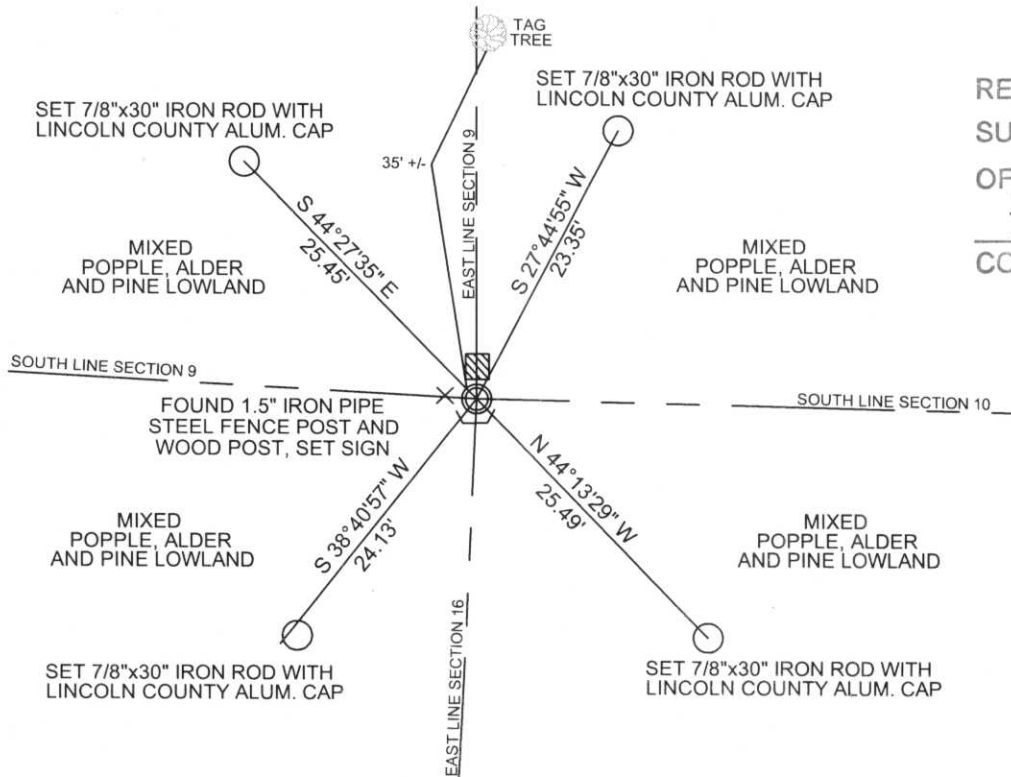 TAG
TREE
SET 7/8"x30" IRON ROD WITH
LINCOLN COUNTY ALUM. CAP
SET 7/8"x30" IRON ROD WITH
LINCOLN COUNTY ALUM. CAP
35' +/-
EAST LINE SECTION 9
S 44°27'35" E
25.45'
S 27°44'55" W
23.35'
MIXED
POPPLE, ALDER
AND PINE LOWLAND
MIXED
POPPLE, ALDER
AND PINE LOWLAND
SOUTH LINE SECTION 9
SOUTH LINE SECTION 10
FOUND 1.5" IRON PIPE
STEEL FENCE POST AND
WOOD POST, SET SIGN
S 38°40'57" W
24.13'
N 44°13'29" W
25.49'
MIXED
POPPLE, ALDER
AND PINE LOWLAND
MIXED
POPPLE, ALDER
AND PINE LOWLAND
EAST LINE SECTION 16
SET 7/8"x30" IRON ROD WITH
LINCOLN COUNTY ALUM. CAP
SET 7/8"x30" IRON ROD WITH
LINCOLN COUNTY ALUM. CAP